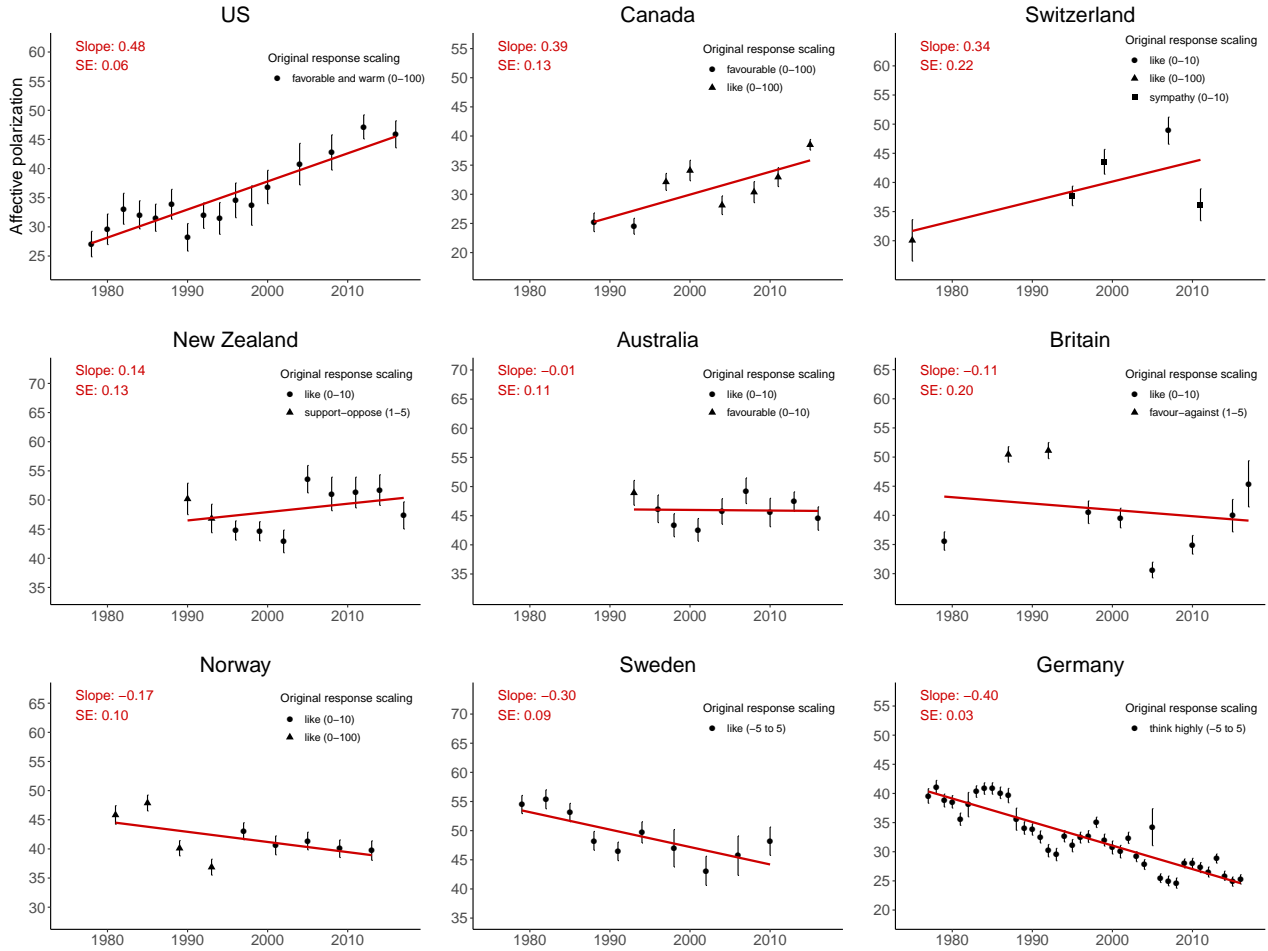 US
Slope: 0.48
SE: 0.06
Original response scaling
favorable and warm (0−100)
Affective polarization
60
55
50
45
40
35
30
25
1980 1990 2000 2010
Canada
Slope: 0.39
SE: 0.13
Original response scaling
favourable (0−100)
like (0−100)
55
50
45
40
35
30
25
20
1980 1990 2000 2010
Switzerland
Slope: 0.34
SE: 0.22
Original response scaling
like (0−10)
like (0−100)
sympathy (0−10)
60
55
50
45
40
35
30
1980 1990 2000 2010
New Zealand
Slope: 0.14
SE: 0.13
Original response scaling
like (0−10)
support−oppose (1−5)
70
65
60
55
50
45
40
35
1980 1990 2000 2010
Australia
Slope: −0.01
SE: 0.11
Original response scaling
like (0−10)
favourable (0−10)
70
65
60
55
50
45
40
35
1980 1990 2000 2010
Britain
Slope: −0.11
SE: 0.20
Original response scaling
like (0−10)
favour−against (1−5)
65
60
55
50
45
40
35
30
1980 1990 2000 2010
Norway
Slope: −0.17
SE: 0.10
Original response scaling
like (0−10)
like (0−100)
65
60
55
50
45
40
35
30
1980 1990 2000 2010
Sweden
Slope: −0.30
SE: 0.09
Original response scaling
like (−5 to 5)
70
65
60
55
50
45
40
35
1980 1990 2000 2010
Germany
Slope: −0.40
SE: 0.03
Original response scaling
think highly (−5 to 5)
55
50
45
40
35
30
25
20
1980 1990 2000 2010